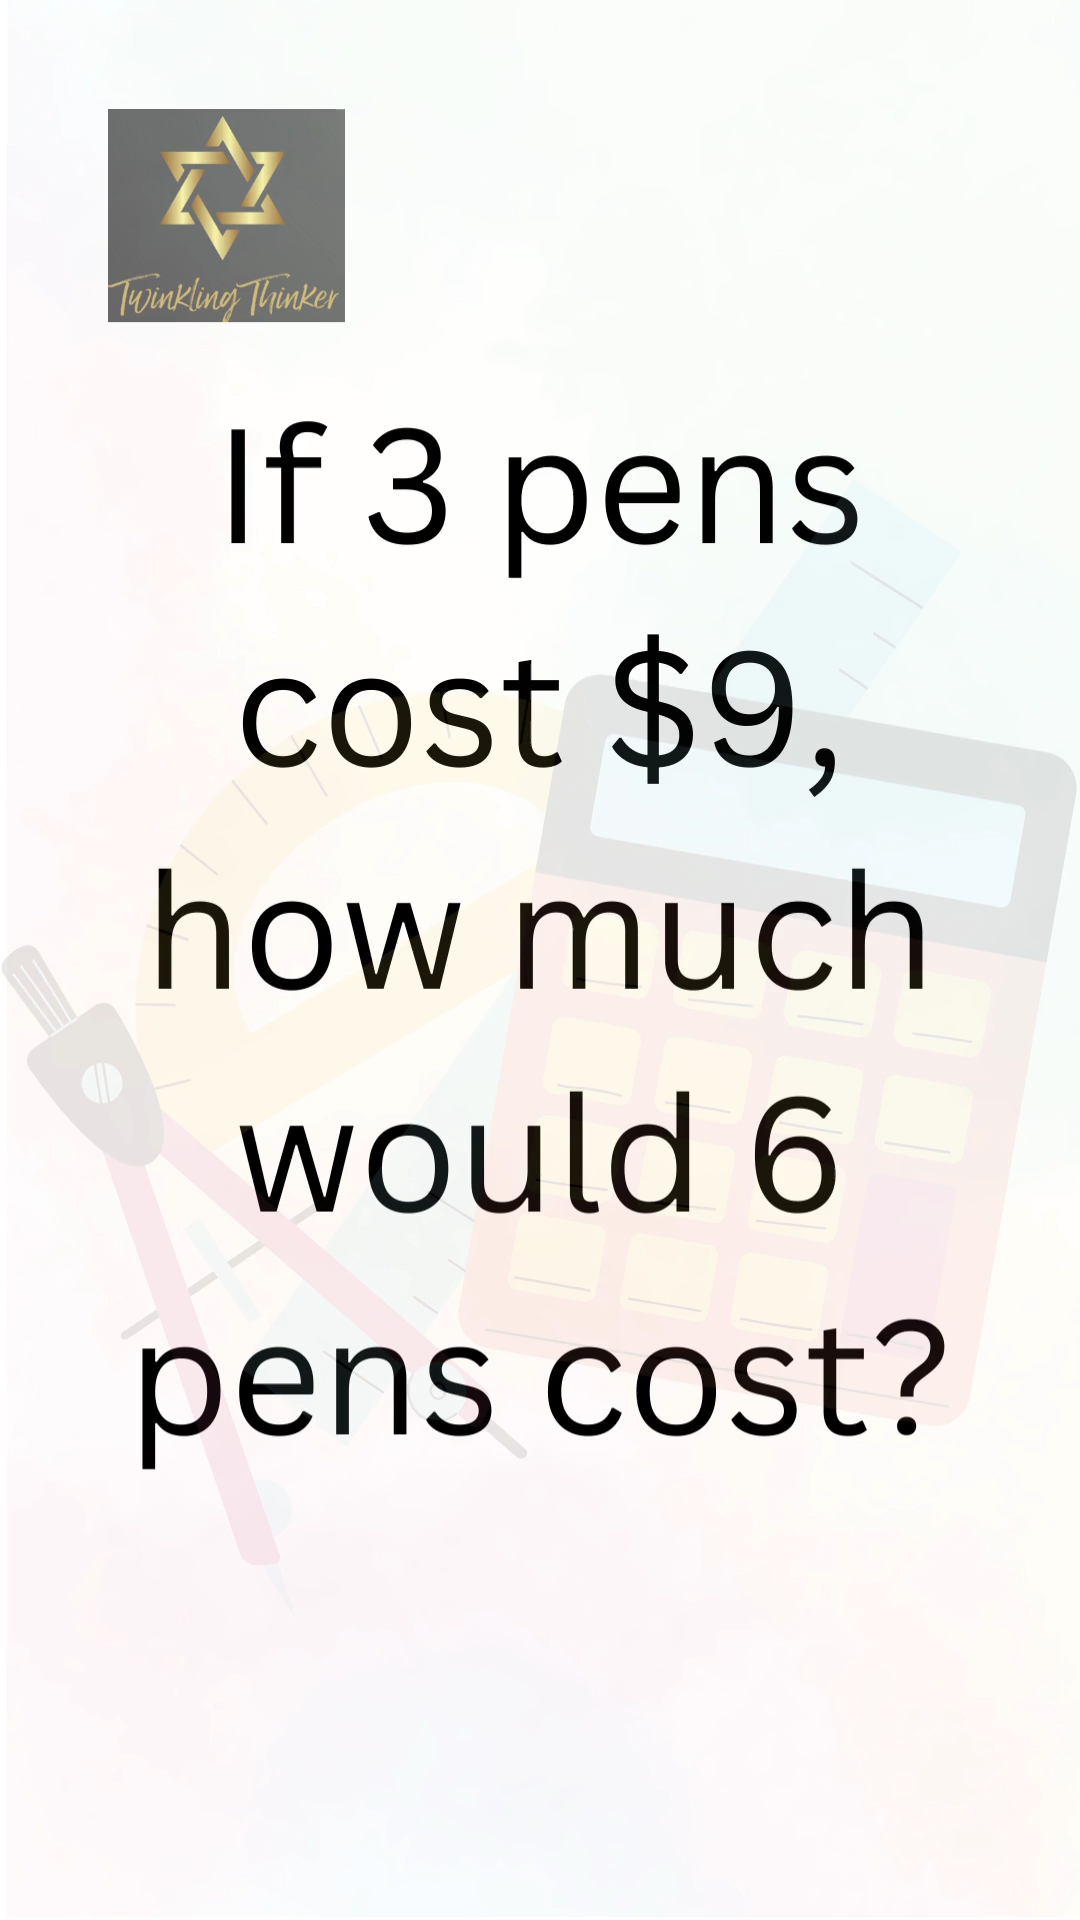 Twinkling Thinker
If 3 pens
cost $9,
how much
would 6
pens cost?